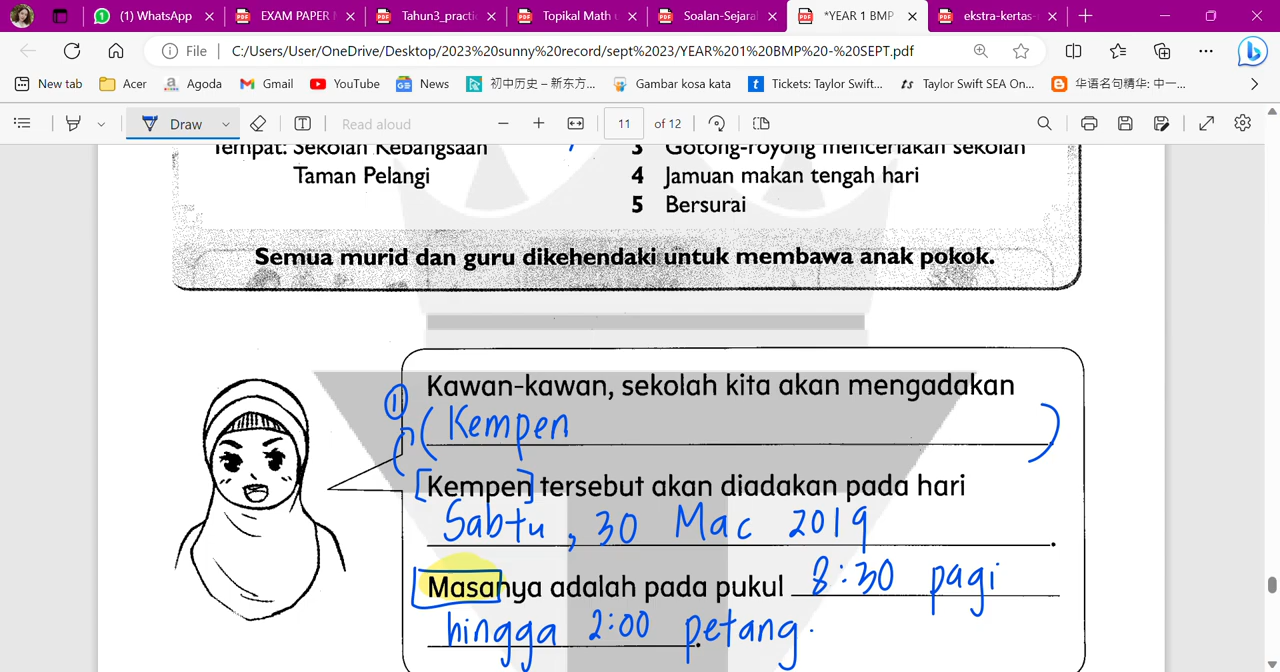 (1) WhatsApp
EXAM PAPER
Tahun3_practi
Topikal Math
Soalan-Sejara
*YEAR 1 BMP
ekstra-kertas-
File
C:/Users/User/OneDrive/Desktop/2023%20sunny%20record/sept%2023/YEAR%201%20BMP%20-%20SEPT.pdf
New tab
Acer
Agoda
Gmail
YouTube
News
初中历史 – 新东方...
Gambar kosa kata
Tickets: Taylor Swift...
Taylor Swift SEA On...
华语名句精华: 中一...
Draw
Read aloud
11 of 12
Tempat: Sekolah Kebangsaan
Taman Pelangi
3 Gotong-royong menceriakan sekolah
4 Jamuan makan tengah hari
5 Bersurai
Semua murid dan guru dikehendaki untuk membawa anak pokok.
Kawan-kawan, sekolah kita akan mengadakan
① ( Kempen )
[Kempen] tersebut akan diadakan pada hari
Sabtu, 30 Mac 2019 .
Masanya adalah pada pukul 8:30 pagi
hingga 2:00 petang.